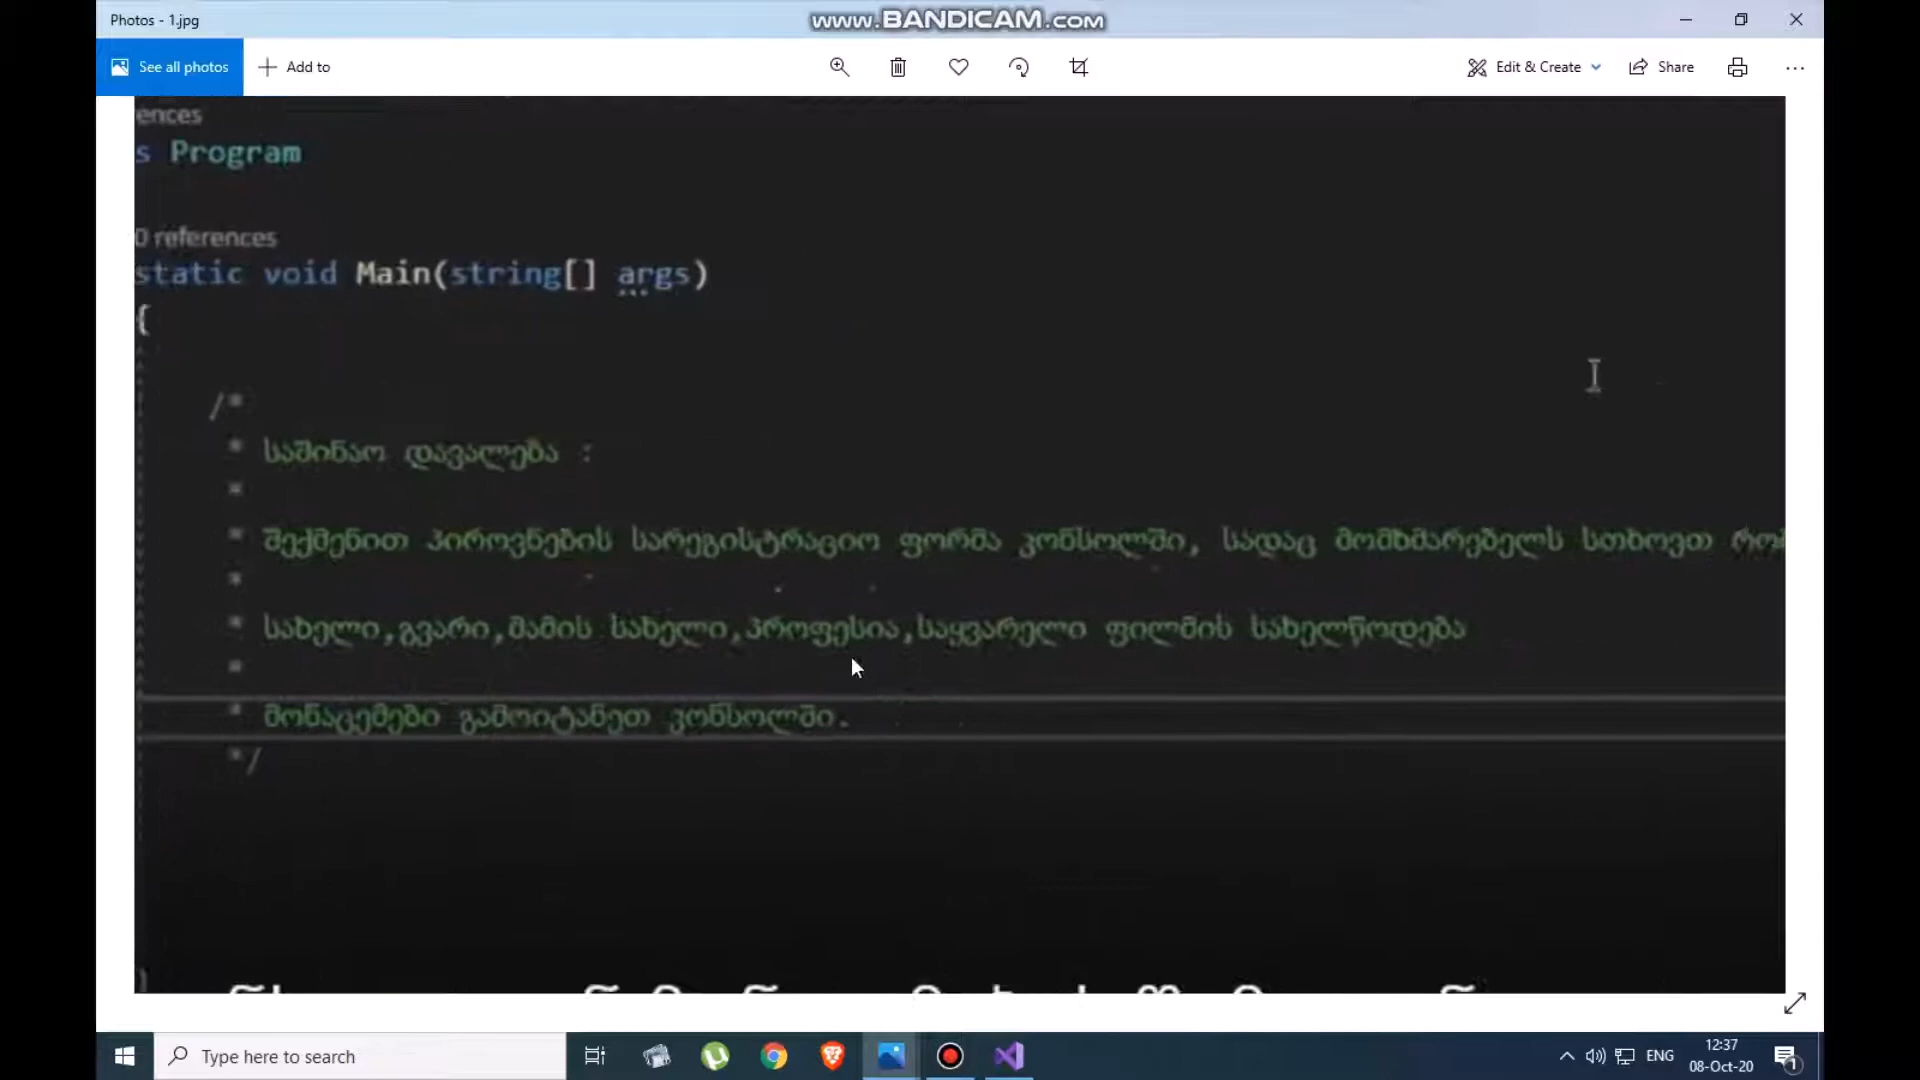 Photos - 1.jpg
www.BANDICAM.com
See all photos
Add to
Edit & Create
Share
ences
s Program
0 references
static void Main(string[] args)
{
/*
* საშინაო დავალება :
*
* შექმენით პიროვნების სარეგისტრაციო ფორმა კონსოლში, სადაც მომხმარებელს სთხოვთ
*
* სახელი,გვარი,მამის სახელი,პროფესია,საყვარელი ფილმის სახელწოდება
*
* მონაცემები გამოიტანეთ კონსოლში.
*/
Type here to search
ENG
12:37
08-Oct-20
1